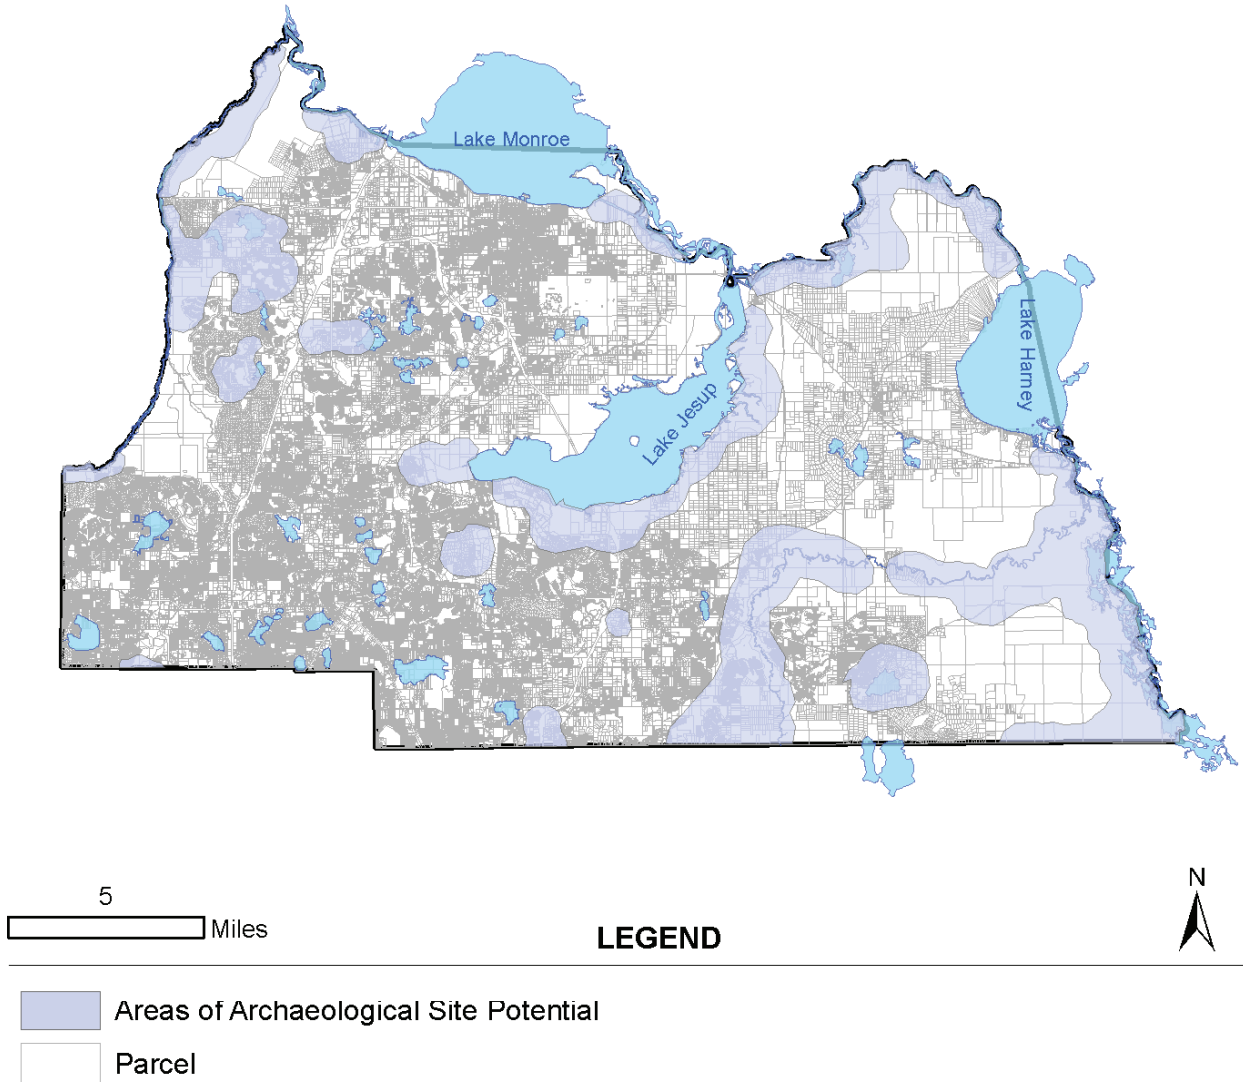 Lake Monroe
Lake Harney
Lake Jesup
5
Miles
N
LEGEND
Areas of Archaeological Site Potential
Parcel